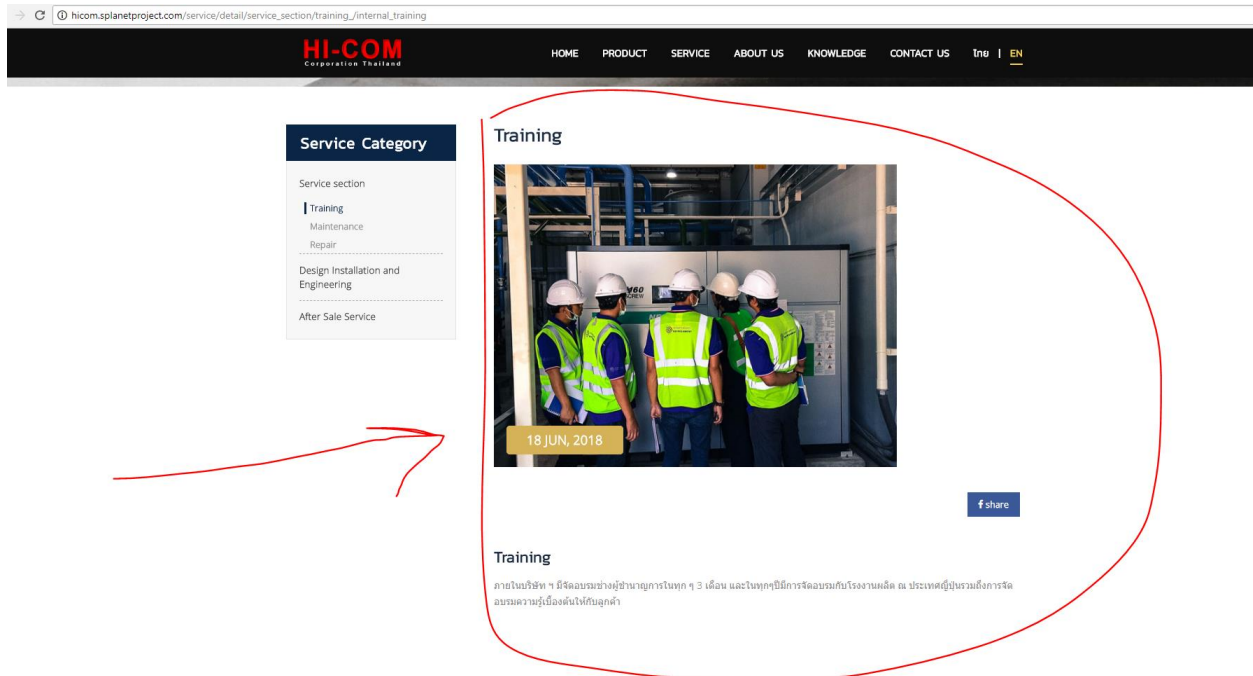 hicom.splanetproject.com/service/detail/service_section/training_/internal_training
HI-COM
Corporation Thailand
HOME PRODUCT SERVICE ABOUT US KNOWLEDGE CONTACT US ไทย | EN
Service Category
Service section
Training
Maintenance
Repair
Design Installation and
Engineering
After Sale Service
Training
18 JUN, 2018
f share
Training
ภายในบริษัท ฯ มีจัดอบรมช่างผู้ชำนาญการในทุก ๆ 3 เดือน และในทุกๆปีมีการจัดอบรมกับโรงงานผลิต ณ ประเทศญี่ปุ่นรวมถึงการจัด
อบรมความรู้เบื้องต้นให้กับลูกค้า